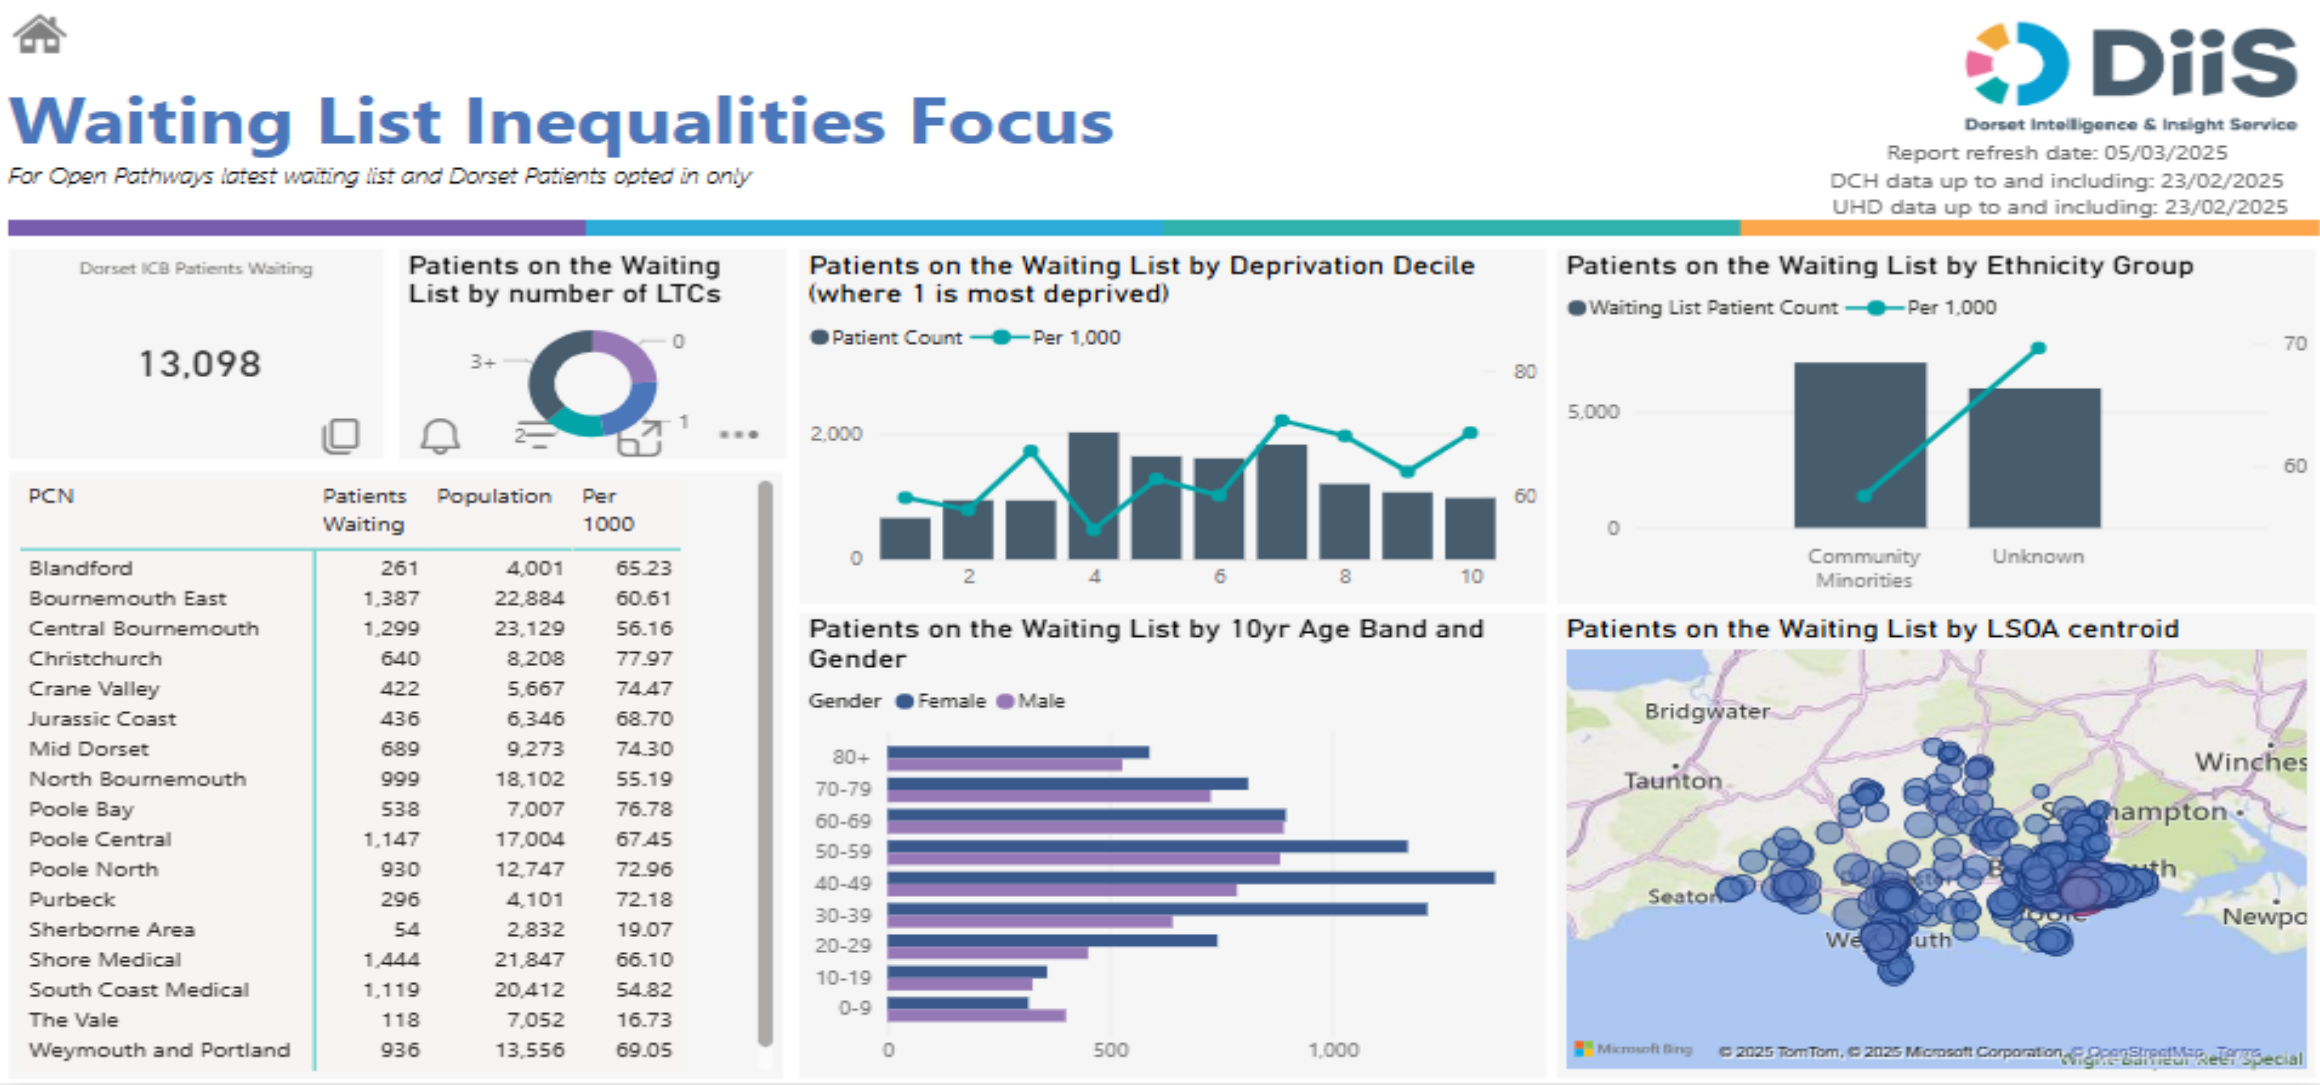 DiiS
Dorset Intelligence & Insight Service
Waiting List Inequalities Focus
For Open Pathways latest waiting list and Dorset Patients opted in only
Report refresh date: 05/03/2025
DCH data up to and including: 23/02/2025
UHD data up to and including: 23/02/2025
Dorset ICB Patients Waiting
13,098
Patients on the Waiting
List by number of LTCs
0
3+
1
2
PCN Patients Waiting Population Per 1000
Blandford 261 4,001 65.23
Bournemouth East 1,387 22,884 60.61
Central Bournemouth 1,299 23,129 56.16
Christchurch 640 8,208 77.97
Crane Valley 422 5,667 74.47
Jurassic Coast 436 6,346 68.70
Mid Dorset 689 9,273 74.30
North Bournemouth 999 18,102 55.19
Poole Bay 538 7,007 76.78
Poole Central 1,147 17,004 67.45
Poole North 930 12,747 72.96
Purbeck 296 4,101 72.18
Sherborne Area 54 2,832 19.07
Shore Medical 1,444 21,847 66.10
South Coast Medical 1,119 20,412 54.82
The Vale 118 7,052 16.73
Weymouth and Portland 936 13,556 69.05
Patients on the Waiting List by Deprivation Decile
(where 1 is most deprived)
Patient Count Per 1,000
80
2,000
60
0
2 4 6 8 10
Patients on the Waiting List by 10yr Age Band and
Gender
Gender Female Male
80+
70-79
60-69
50-59
40-49
30-39
20-29
10-19
0-9
0 500 1,000
Patients on the Waiting List by Ethnicity Group
Waiting List Patient Count Per 1,000
70
5,000
60
0
Community
Minorities
Unknown
Patients on the Waiting List by LSOA centroid
Bridgwater
Winches
Taunton
hampton
Seaton
Newpo
Microsoft Bing © 2025 TomTom, © 2025 Microsoft Corporation, © OpenStreetMap Terms